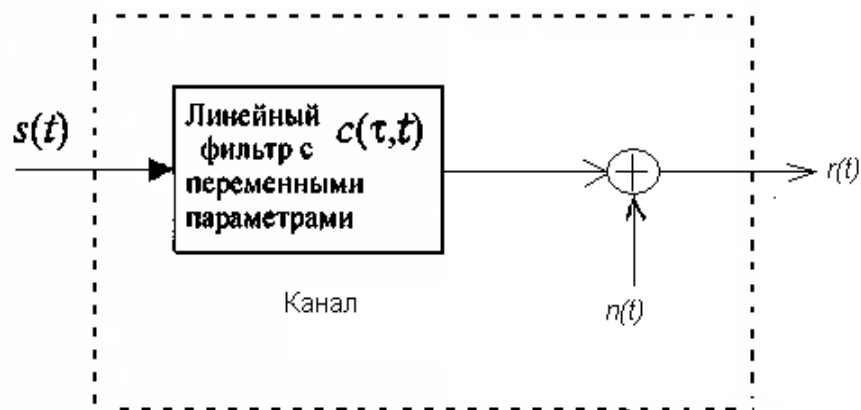 s(t)
Линейный c(τ,t)
фильтр с
переменными
параметрами
r(t)
Канал
n(t)